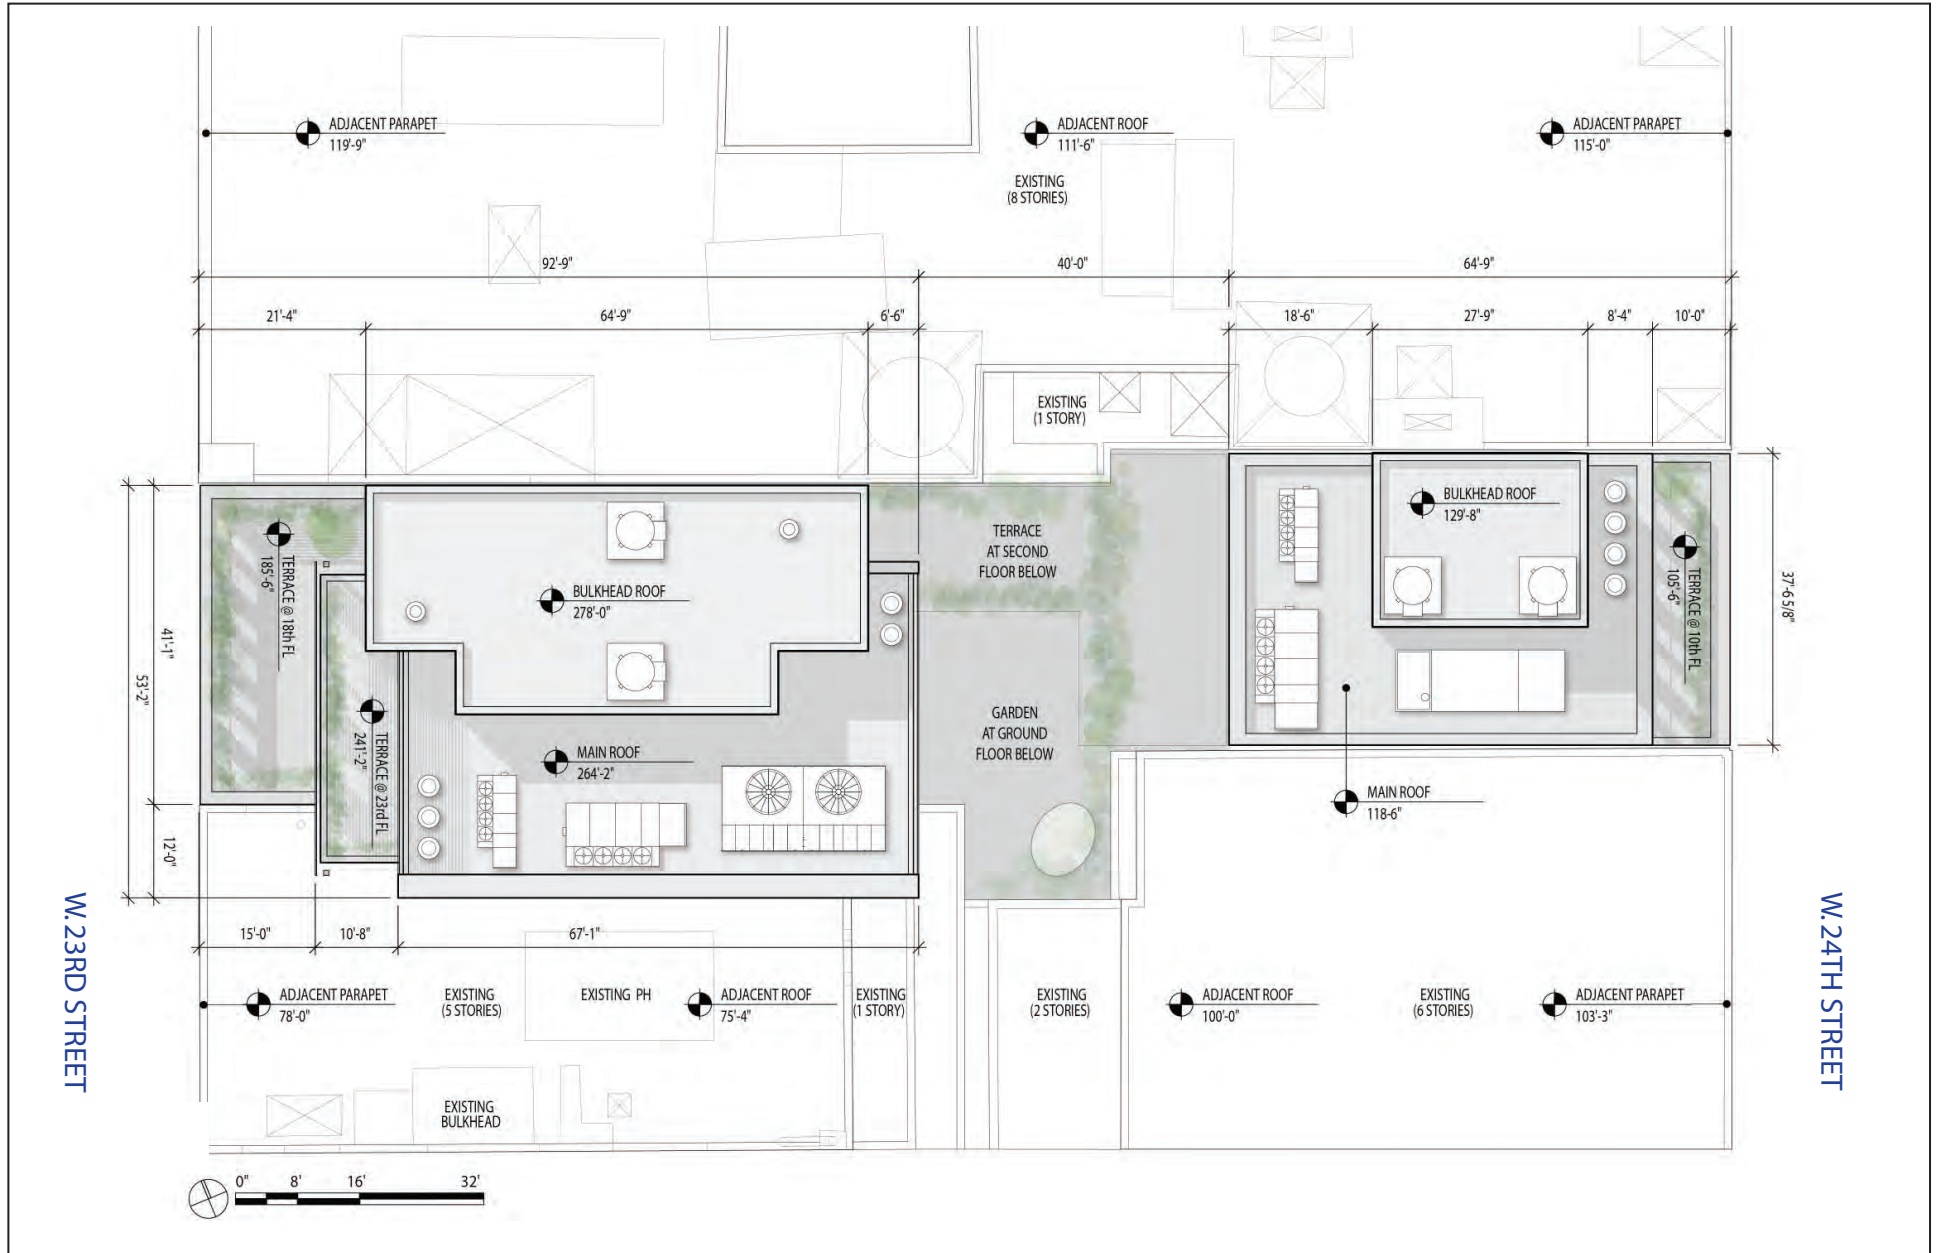 ADJACENT PARAPET
119'-9"
ADJACENT ROOF
111'-6"
ADJACENT PARAPET
115'-0"
EXISTING
(8 STORIES)
92'-9"
40'-0"
64'-9"
21'-4"
64'-9"
6'-6"
18'-6"
27'-9"
8'-4"
10'-0"
EXISTING
(1 STORY)
TERRACE @ 18th FL
185'-6"
BULKHEAD ROOF
278'-0"
TERRACE
AT SECOND
FLOOR BELOW
BULKHEAD ROOF
129'-8"
TERRACE @ 10th FL
105'-6"
37'-6 5/8"
41'-1"
53'-2"
12'-0"
TERRACE @ 23rd FL
241'-2"
MAIN ROOF
264'-2"
GARDEN
AT GROUND
FLOOR BELOW
MAIN ROOF
118'-6"
W.23RD STREET
W.24TH STREET
15'-0"
10'-8"
67'-1"
ADJACENT PARAPET
78'-0"
EXISTING
(5 STORIES)
EXISTING PH
ADJACENT ROOF
75'-4"
EXISTING
(1 STORY)
EXISTING
(2 STORIES)
ADJACENT ROOF
100'-0"
EXISTING
(6 STORIES)
ADJACENT PARAPET
103'-3"
EXISTING
BULKHEAD
0" 8' 16' 32'